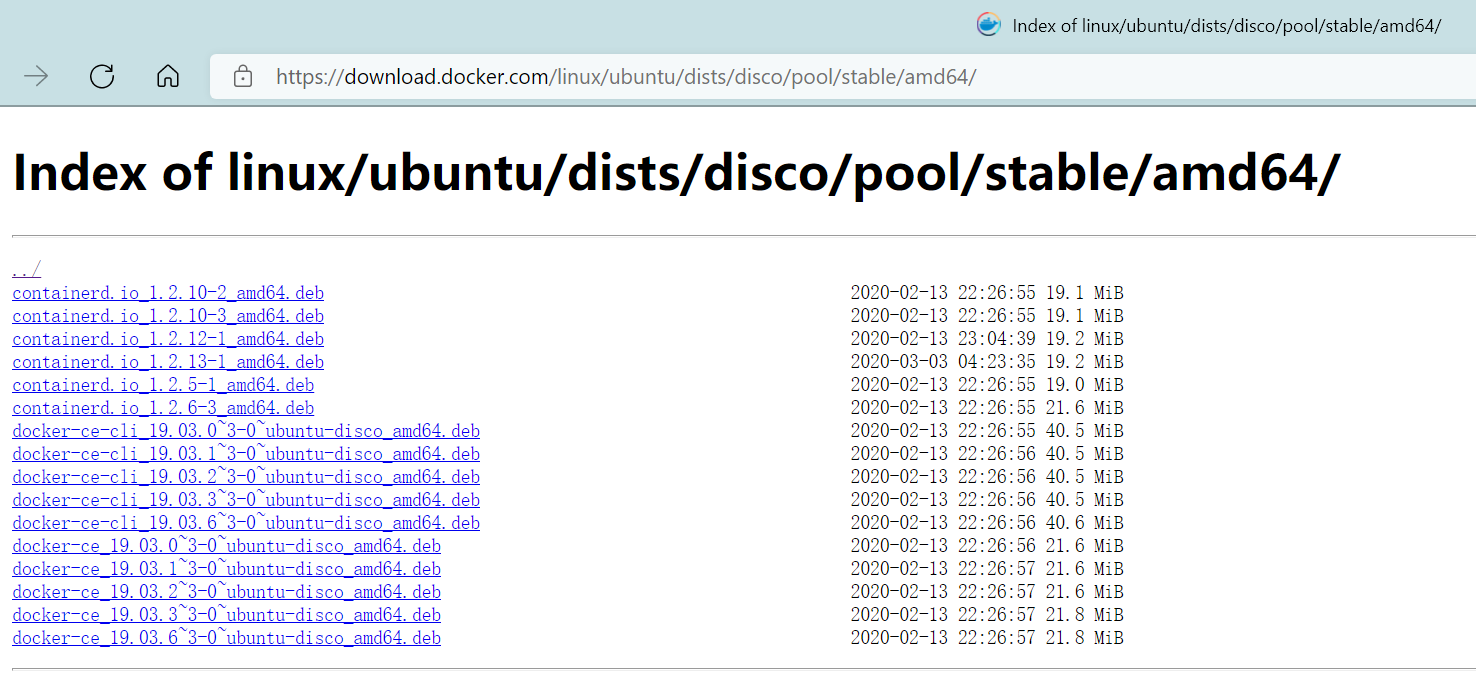 Index of linux/ubuntu/dists/disco/pool/stable/amd64/
https://download.docker.com/linux/ubuntu/dists/disco/pool/stable/amd64/
Index of linux/ubuntu/dists/disco/pool/stable/amd64/
../
containerd.io_1.2.10-2_amd64.deb 2020-02-13 22:26:55 19.1 MiB
containerd.io_1.2.10-3_amd64.deb 2020-02-13 22:26:55 19.1 MiB
containerd.io_1.2.12-1_amd64.deb 2020-02-13 23:04:39 19.2 MiB
containerd.io_1.2.13-1_amd64.deb 2020-03-03 04:23:35 19.2 MiB
containerd.io_1.2.5-1_amd64.deb 2020-02-13 22:26:55 19.0 MiB
containerd.io_1.2.6-3_amd64.deb 2020-02-13 22:26:55 21.6 MiB
docker-ce-cli_19.03.0~3-0~ubuntu-disco_amd64.deb 2020-02-13 22:26:55 40.5 MiB
docker-ce-cli_19.03.1~3-0~ubuntu-disco_amd64.deb 2020-02-13 22:26:56 40.5 MiB
docker-ce-cli_19.03.2~3-0~ubuntu-disco_amd64.deb 2020-02-13 22:26:56 40.5 MiB
docker-ce-cli_19.03.3~3-0~ubuntu-disco_amd64.deb 2020-02-13 22:26:56 40.5 MiB
docker-ce-cli_19.03.6~3-0~ubuntu-disco_amd64.deb 2020-02-13 22:26:56 40.6 MiB
docker-ce_19.03.0~3-0~ubuntu-disco_amd64.deb 2020-02-13 22:26:56 21.6 MiB
docker-ce_19.03.1~3-0~ubuntu-disco_amd64.deb 2020-02-13 22:26:57 21.6 MiB
docker-ce_19.03.2~3-0~ubuntu-disco_amd64.deb 2020-02-13 22:26:57 21.6 MiB
docker-ce_19.03.3~3-0~ubuntu-disco_amd64.deb 2020-02-13 22:26:57 21.8 MiB
docker-ce_19.03.6~3-0~ubuntu-disco_amd64.deb 2020-02-13 22:26:57 21.8 MiB